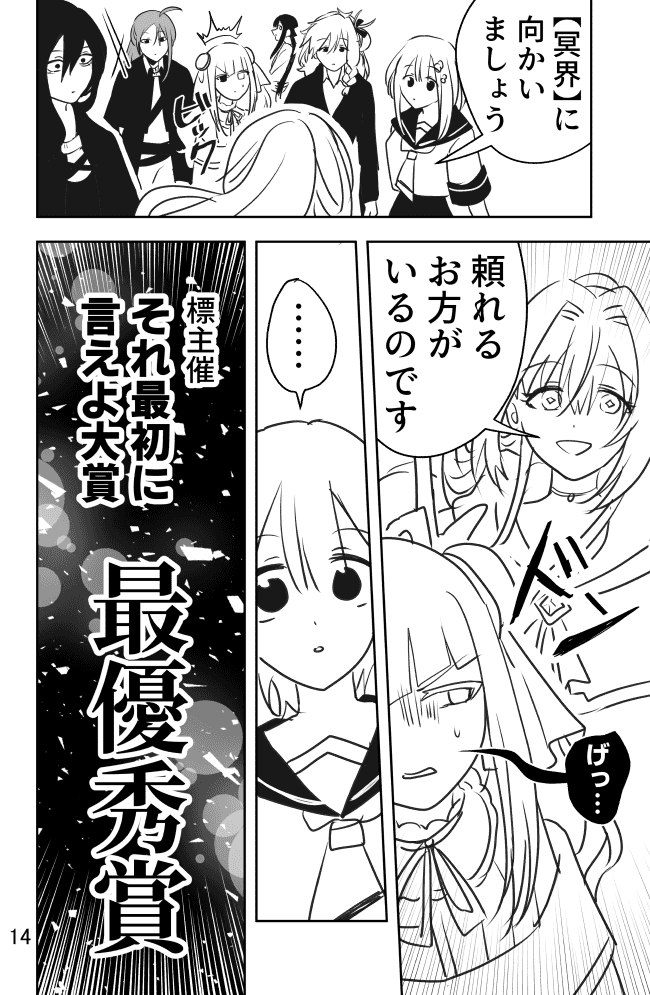 【冥界】に
向かい
ましょう
ビクッ
頼れる
お方が
いるのです
ドン
げっ…
……
標主催
それ最初に
言えよ大賞
最優秀賞
14